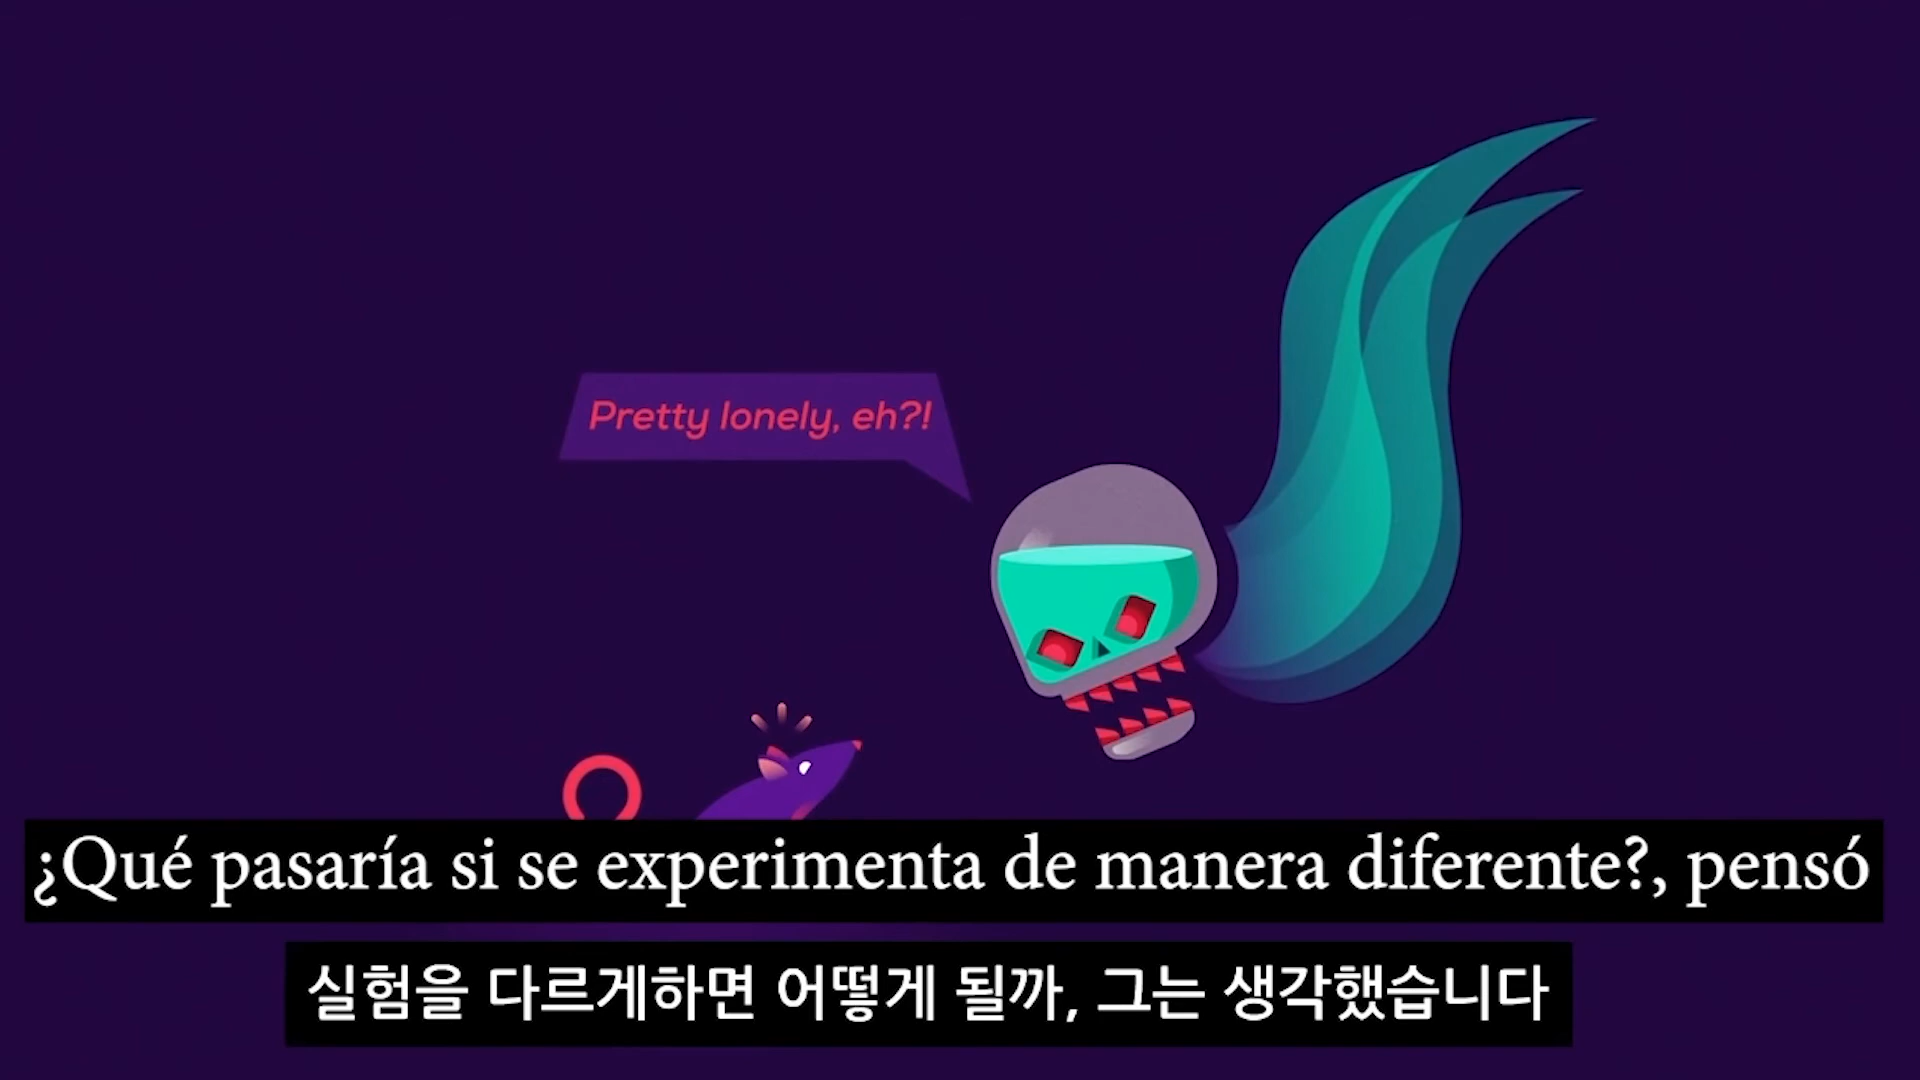 Pretty lonely, eh?!
¿Qué pasaría si se experimenta de manera diferente?, pensó
실험을 다르게하면 어떻게 될까, 그는 생각했습니다